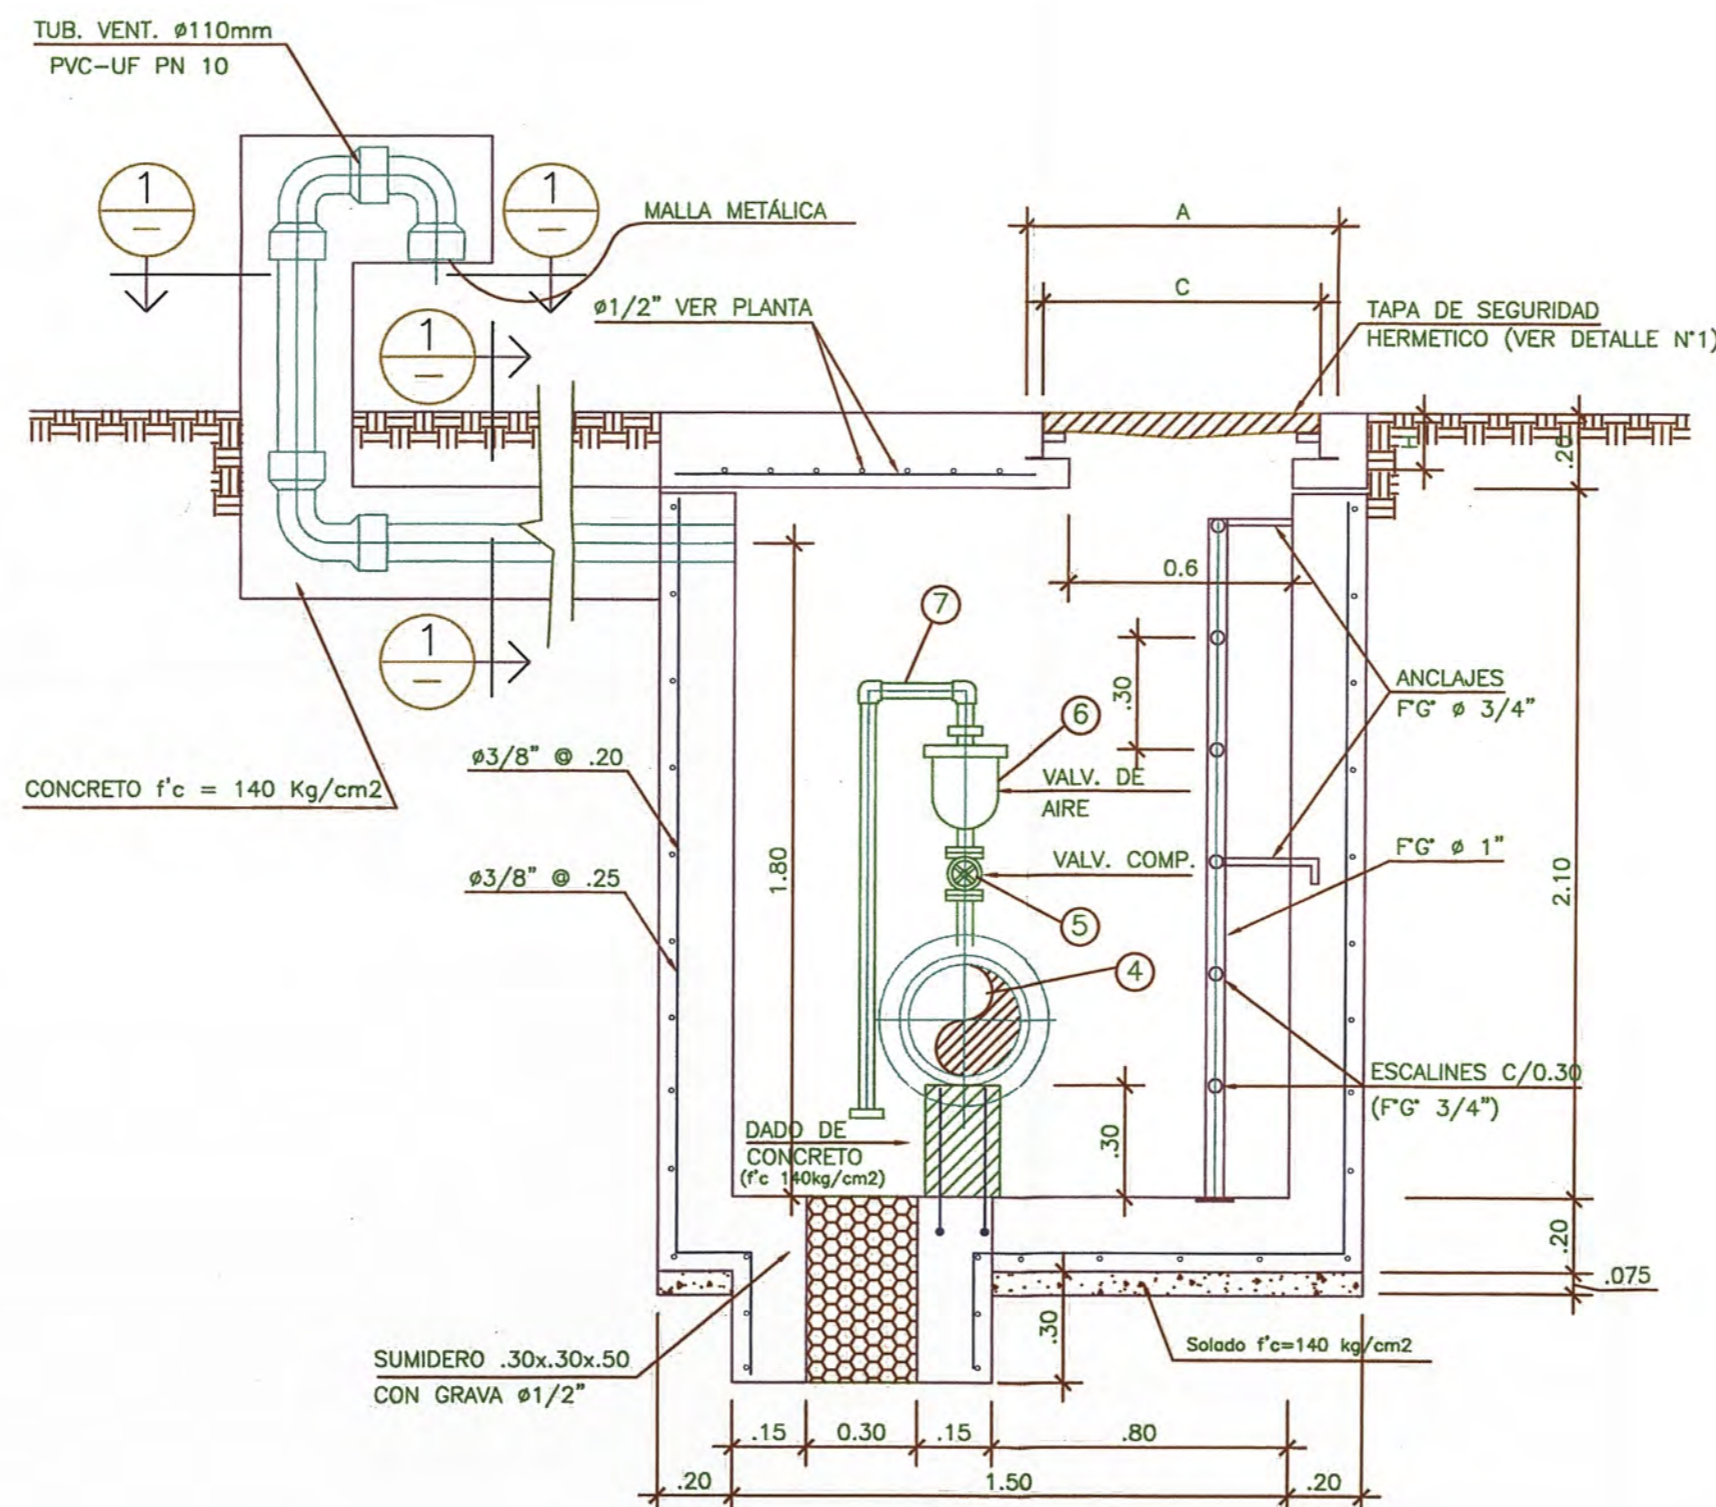 TUB. VENT. ø110mm
PVC-UF PN 10
1
1
MALLA METÁLICA
A
C
ø1/2" VER PLANTA
TAPA DE SEGURIDAD
HERMETICO (VER DETALLE N°1)
1
H
.20
0.6
7
1
.30
ANCLAJES
F°G° ø 3/4"
6
ø3/8" @ .20
VALV. DE
AIRE
CONCRETO f'c = 140 Kg/cm2
1.80
VALV. COMP.
F°G° ø 1"
2.10
ø3/8" @ .25
5
4
ESCALINES C/0.30
(F°G° 3/4")
.30
DADO DE
CONCRETO
(f'c 140kg/cm2)
.20
.075
.30
Solado f'c=140 kg/cm2
SUMIDERO .30x.30x.50
CON GRAVA ø1/2"
.15
0.30
.15
.80
.20
1.50
.20